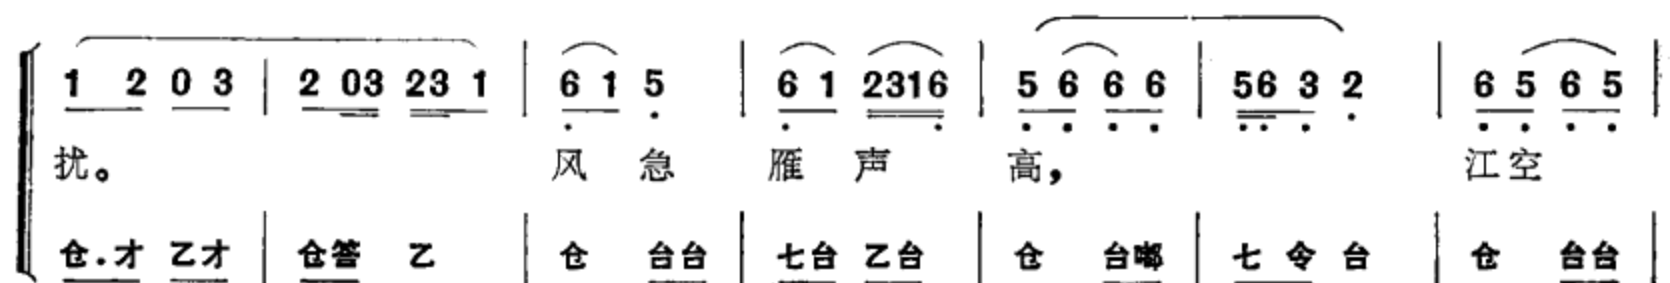 1 2 0 3 | 2 03 23 1 | 6 1 5 | 6 1 2316 | 5 6 6 6 | 56 3 2 | 6 5 6 5 |
扰。 风 急 雁 声 高， 江 空
仓 . 才 乙 才 | 仓 答 乙 | 仓 台 台 | 七 台 乙 台 | 仓 台 嘟 | 七 令 台 | 仓 台 台 |